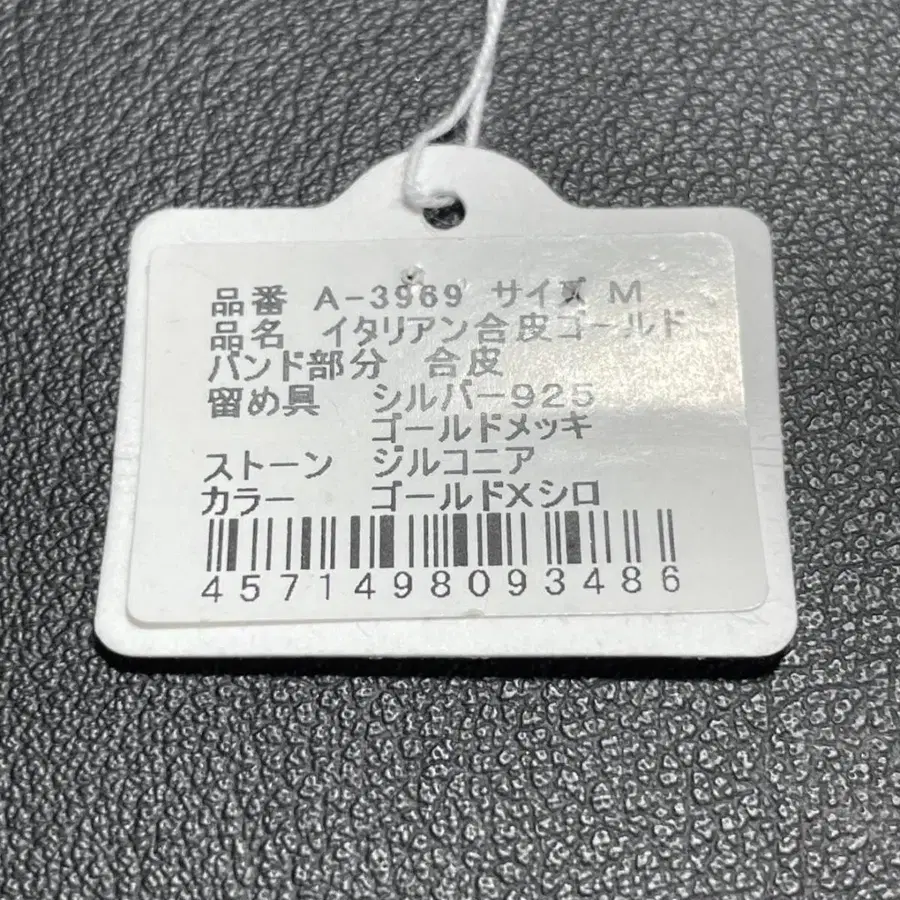 品番 A-3969 サイズ M
品名 イタリアン合皮ゴールド
バンド部分 合皮
留め具 シルバー925
ゴールドメッキ
ストーン ジルコニア
カラー ゴールドXシロ
4571498093486